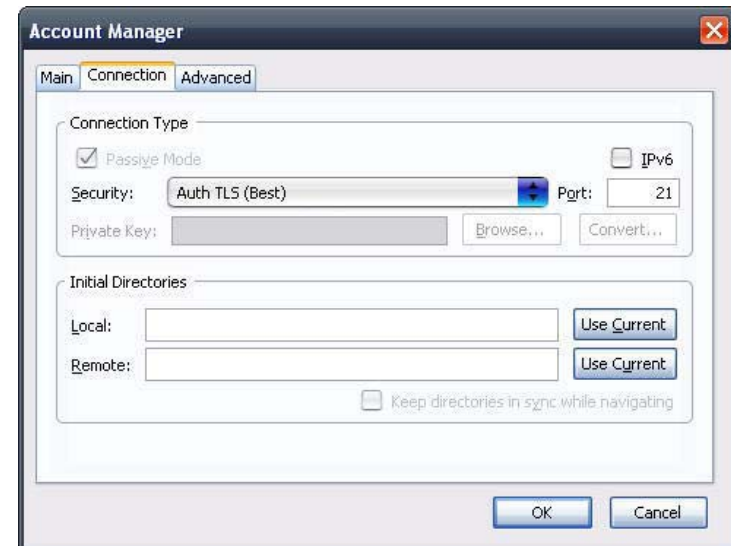 Account Manager
Main Connection Advanced
Connection Type
Passive Mode IPv6
Security: Auth TLS (Best) Port: 21
Private Key: Browse... Convert...
Initial Directories
Local: Use Current
Remote: Use Current
Keep directories in sync while navigating
OK Cancel